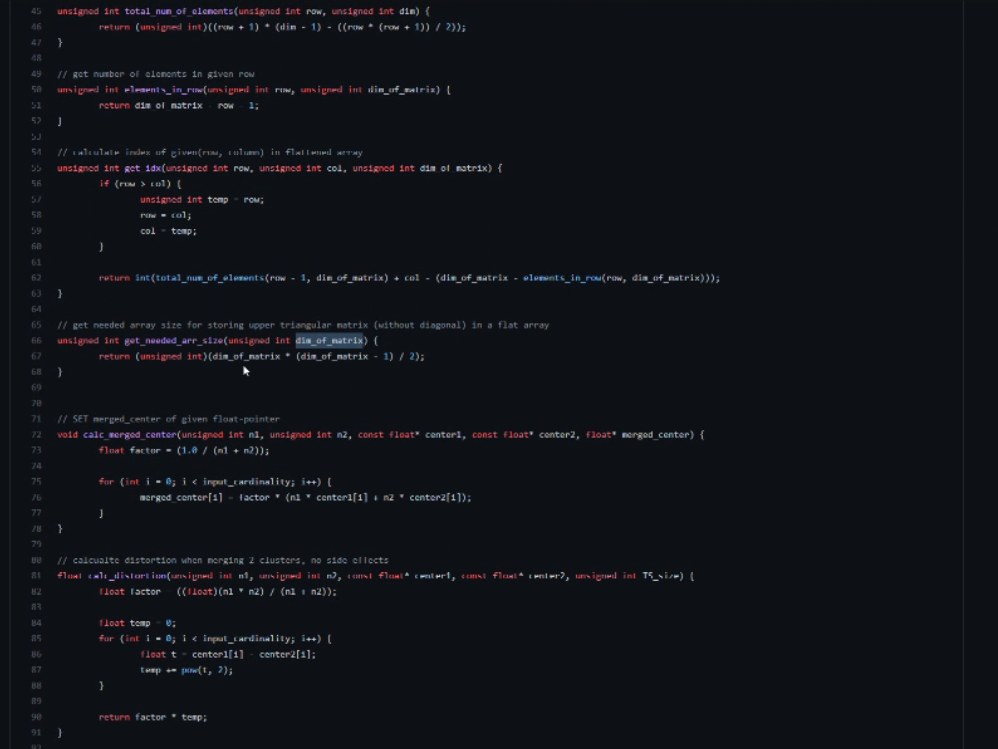 45 unsigned int total_num_of_elements(unsigned int row, unsigned int dim) {
46 return (unsigned int)((row + 1) * (dim - 1) - ((row * (row + 1)) / 2));
47 }
48
49 // get number of elements in given row
50 unsigned int elements_in_row(unsigned int row, unsigned int dim_of_matrix) {
51 return dim_of_matrix - row - 1;
52 }
53
54 // calculate index of given(row, column) in flattened array
55 unsigned int get_idx(unsigned int row, unsigned int col, unsigned int dim_of_matrix) {
56 if (row > col) {
57 unsigned int temp = row;
58 row = col;
59 col = temp;
60 }
61
62 return int(total_num_of_elements(row - 1, dim_of_matrix) + col - (dim_of_matrix - elements_in_row(row, dim_of_matrix)));
63 }
64
65 // get needed array size for storing upper triangular matrix (without diagonal) in a flat array
66 unsigned int get_needed_arr_size(unsigned int dim_of_matrix) {
67 return (unsigned int)(dim_of_matrix * (dim_of_matrix - 1) / 2);
68 }
69
70
71 // SET merged_center of given float-pointer
72 void calc_merged_center(unsigned int n1, unsigned int n2, const float* center1, const float* center2, float* merged_center) {
73 float factor = (1.0 / (n1 + n2));
74
75 for (int i = 0; i < input_cardinality; i++) {
76 merged_center[i] = factor * (n1 * center1[i] + n2 * center2[i]);
77 }
78 }
79
80 // calcualte distortion when merging 2 clusters, no side effects
81 float calc_distortion(unsigned int n1, unsigned int n2, const float* center1, const float* center2, unsigned int TS_size) {
82 float factor = ((float)(n1 * n2) / (n1 + n2));
83
84 float temp = 0;
85 for (int i = 0; i < input_cardinality; i++) {
86 float t = center1[i] - center2[i];
87 temp += pow(t, 2);
88 }
89
90 return factor * temp;
91 }